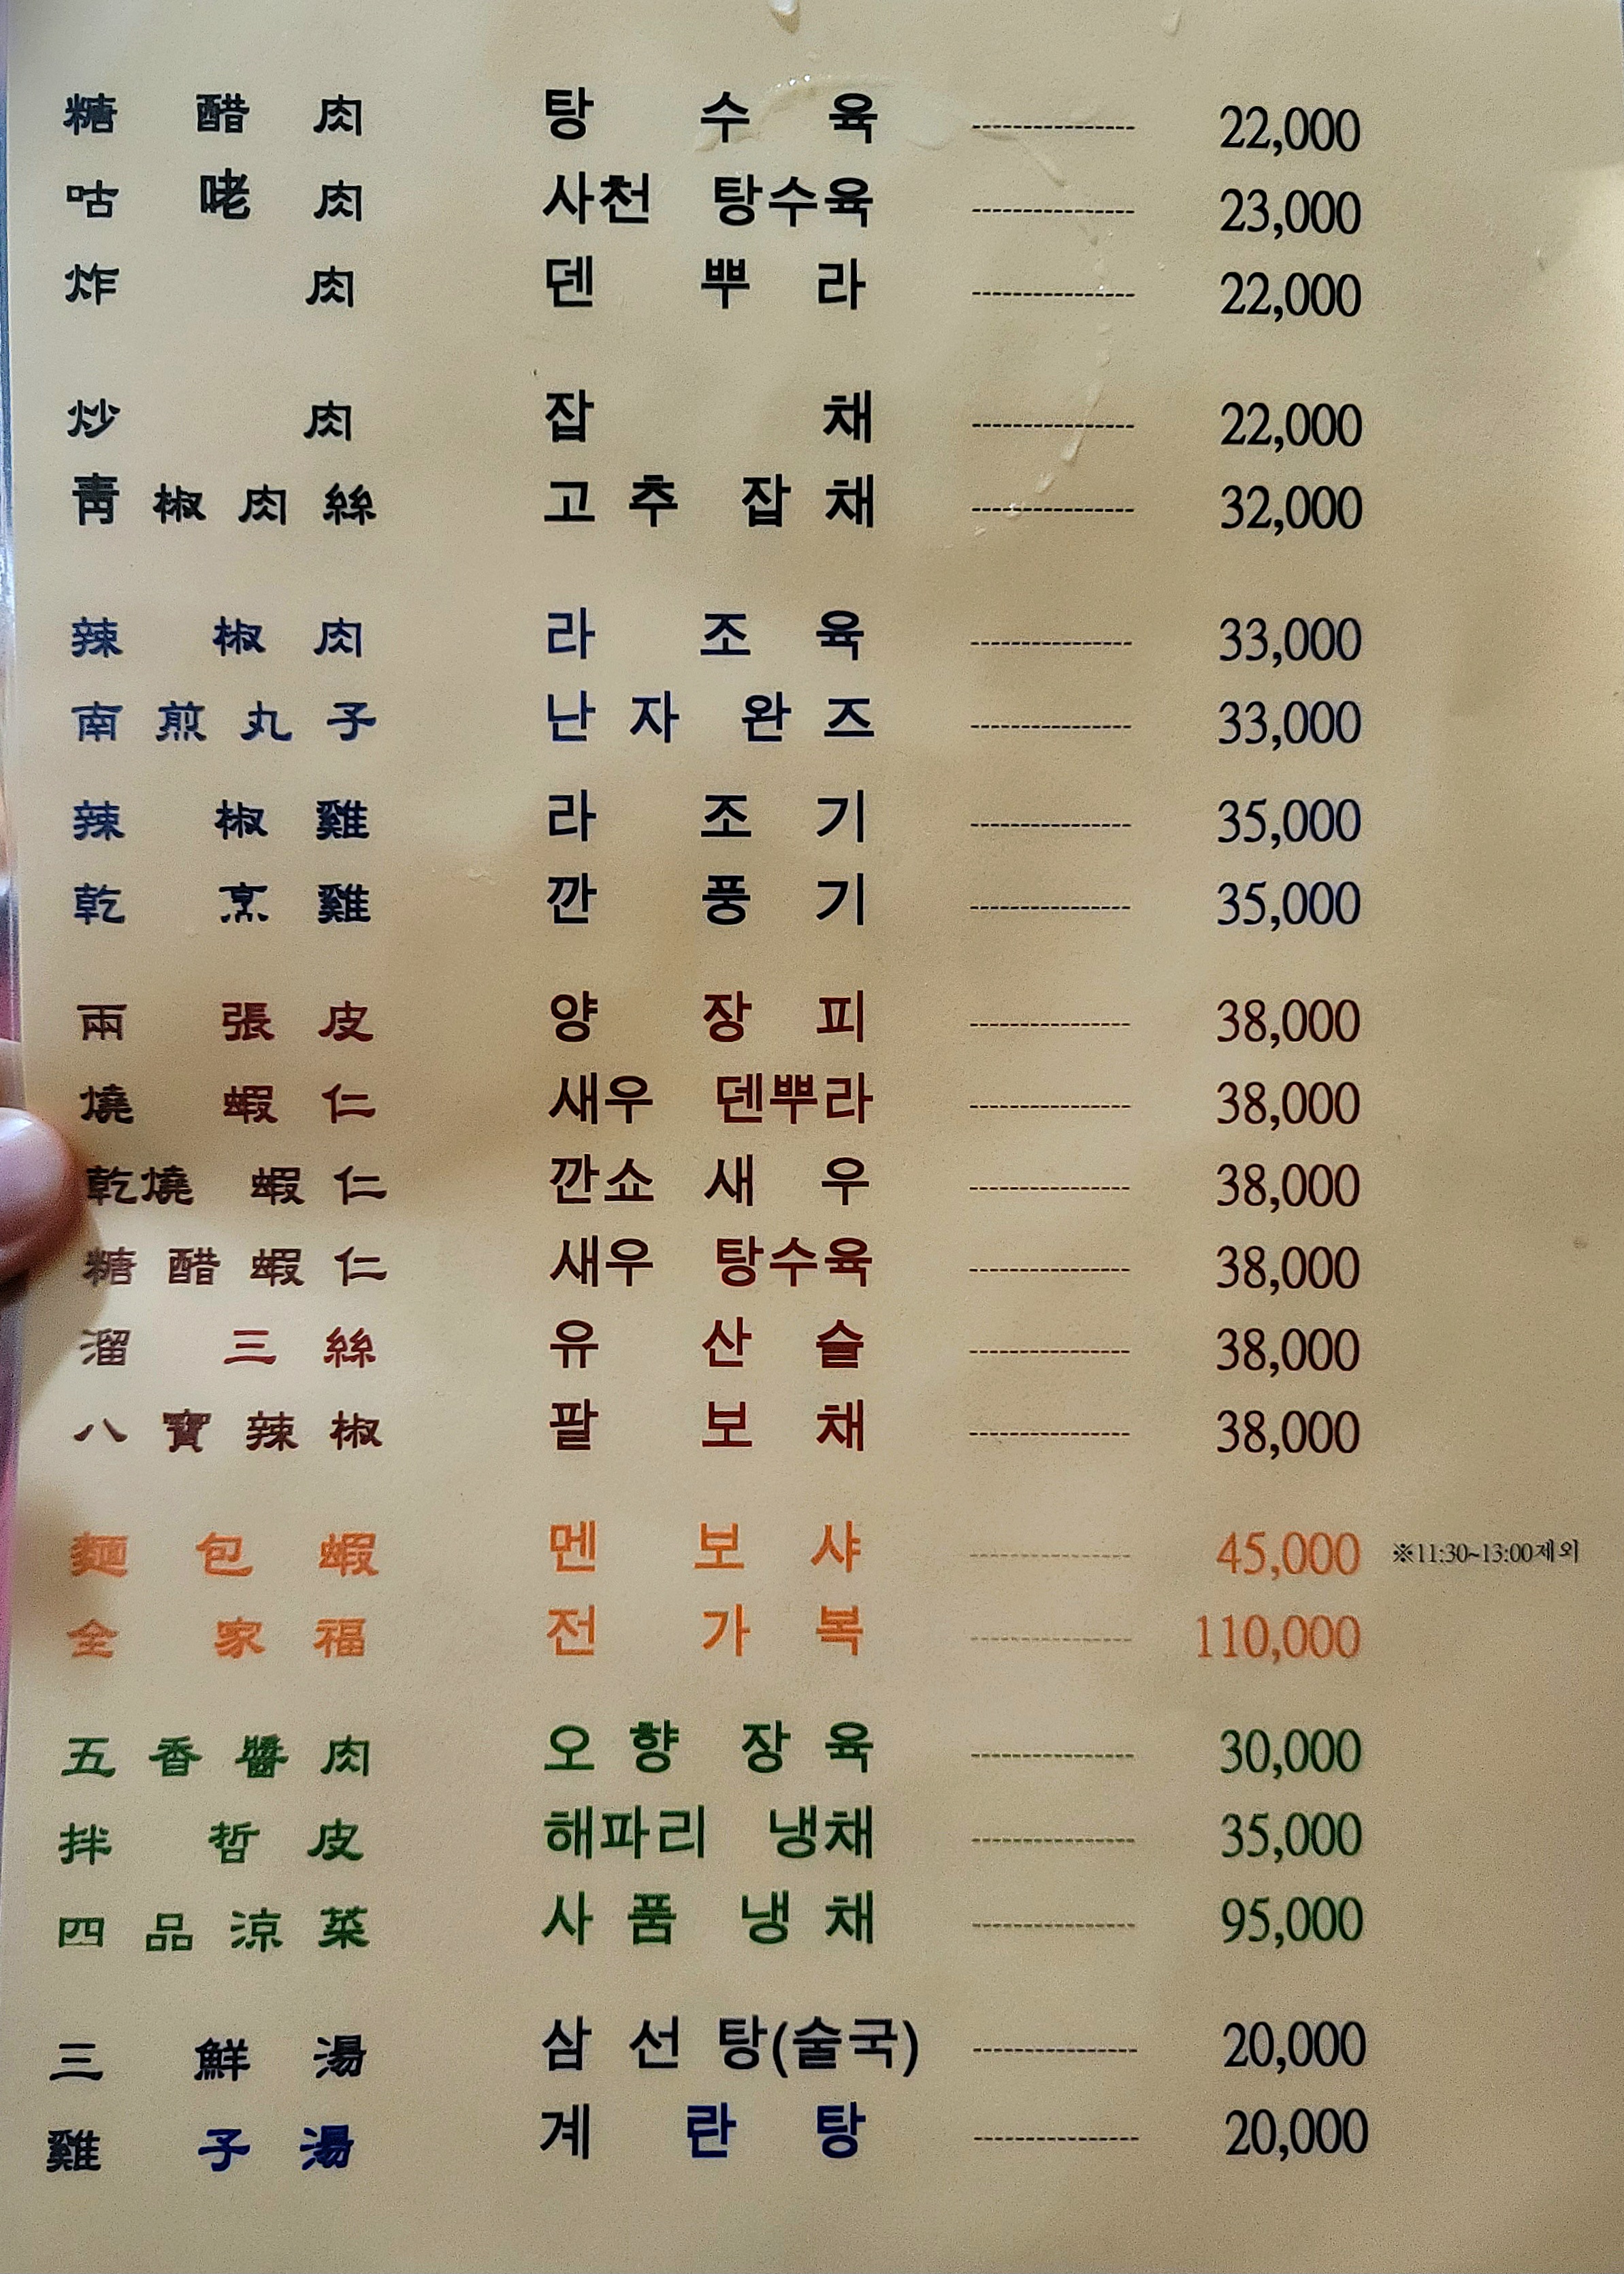 糖醋肉 탕수육 ---------------- 22,000
咕咾肉 사천 탕수육 ---------------- 23,000
炸肉 덴뿌라 ---------------- 22,000
炒肉 잡채 ---------------- 22,000
靑椒肉絲 고추 잡채 ---------------- 32,000
辣椒肉 라조육 ---------------- 33,000
南煎丸子 난자 완즈 ---------------- 33,000
辣椒雞 라조기 ---------------- 35,000
乾烹雞 깐풍기 ---------------- 35,000
兩張皮 양장피 ---------------- 38,000
燒蝦仁 새우 덴뿌라 ---------------- 38,000
乾燒蝦仁 깐쇼새우 ---------------- 38,000
糖醋蝦仁 새우 탕수육 ---------------- 38,000
溜三絲 유산슬 ---------------- 38,000
八寶辣椒 팔보채 ---------------- 38,000
麵包蝦 멘보샤 ---------------- 45,000 ※11:30~13:00제외
全家福 전가복 ---------------- 110,000
五香醬肉 오향 장육 ---------------- 30,000
拌哲皮 해파리 냉채 ---------------- 35,000
四品涼菜 사품 냉채 ---------------- 95,000
三鮮湯 삼선탕(술국) ---------------- 20,000
雞子湯 계란탕 ---------------- 20,000